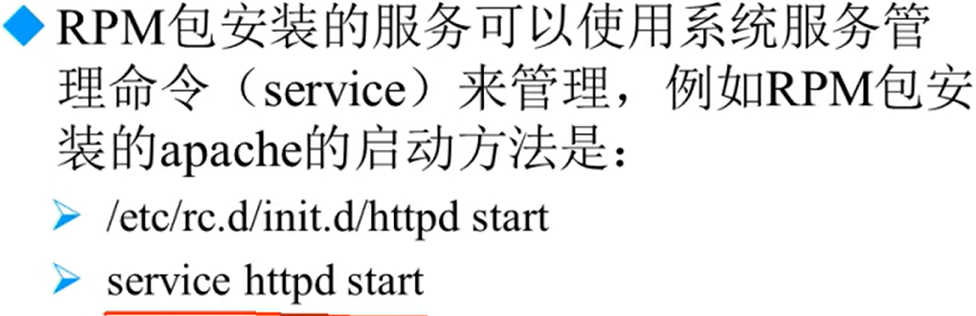 RPM包安装的服务可以使用系统服务管
理命令（service）来管理，例如RPM包安
装的apache的启动方法是：
/etc/rc.d/init.d/httpd start
service httpd start